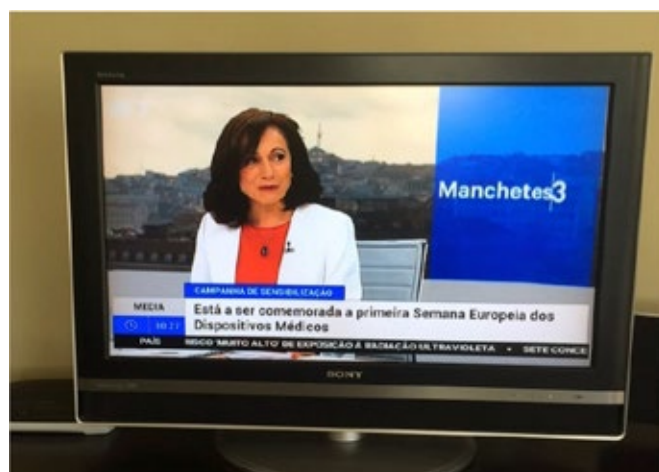 Manchetes3
CAMPANHA DE SENSIBILIZAÇÃO
MEDIA
Está a ser comemorada a primeira Semana Europeia dos
Dispositivos Médicos
PAÍS
RISCO 'MUITO ALTO' DE EXPOSIÇÃO À RADIAÇÃO ULTRAVIOLETA • SETE CONCE
SONY